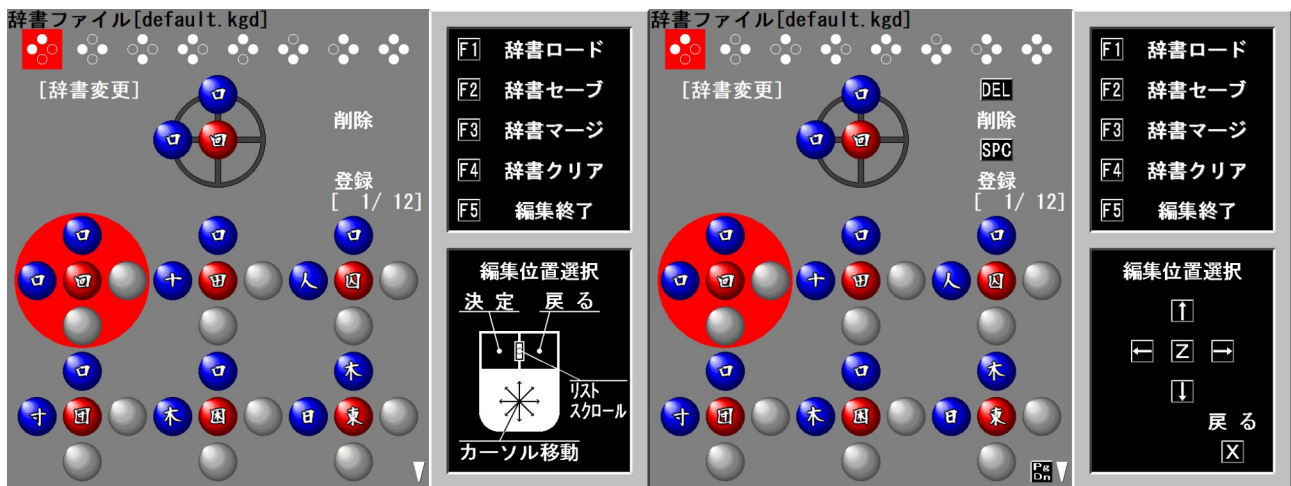 辞書ファイル[default.kgd]
[辞書変更]
口
口 回
削除
登録
[ 1/ 12]
口 口 口
口 回 十 田 人 囚
口 口 木
寸 団 木 困 日 東
F1 辞書ロード
F2 辞書セーブ
F3 辞書マージ
F4 辞書クリア
F5 編集終了
編集位置選択
決定 戻る
リスト
スクロール
カーソル移動
辞書ファイル[default.kgd]
[辞書変更]
口
口 回
DEL
削除
SPC
登録
[ 1/ 12]
口 口 口
口 回 十 田 人 囚
口 口 木
寸 団 木 困 日 東
Pg
Dn
F1 辞書ロード
F2 辞書セーブ
F3 辞書マージ
F4 辞書クリア
F5 編集終了
編集位置選択
↑
← Z →
↓
戻る
X